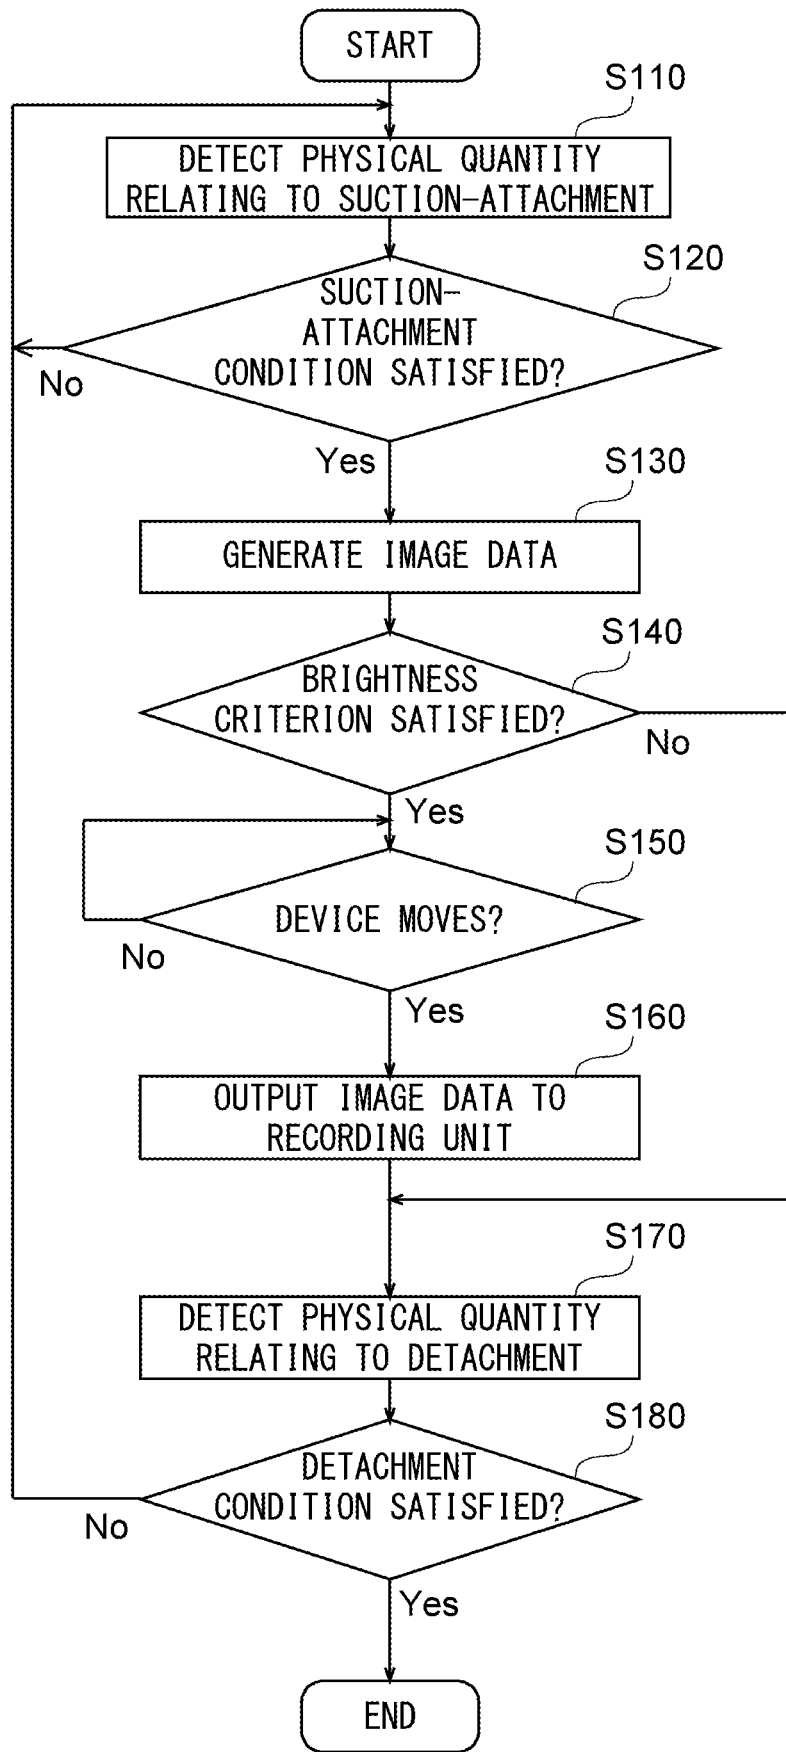 START
S110
DETECT PHYSICAL QUANTITY
RELATING TO SUCTION-ATTACHMENT
S120
SUCTION-
ATTACHMENT
CONDITION SATISFIED?
No
Yes
S130
GENERATE IMAGE DATA
S140
BRIGHTNESS
CRITERION SATISFIED?
No
Yes
S150
DEVICE MOVES?
No
Yes
S160
OUTPUT IMAGE DATA TO
RECORDING UNIT
S170
DETECT PHYSICAL QUANTITY
RELATING TO DETACHMENT
S180
DETACHMENT
CONDITION SATISFIED?
No
Yes
END